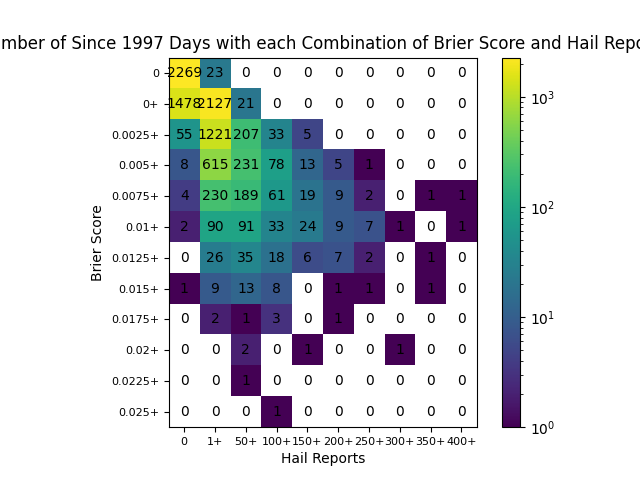 mber of Since 1997 Days with each Combination of Brier Score and Hail Repo
0 2269 23 0 0 0 0 0 0 0 0
0+ 1478 2127 21 0 0 0 0 0 0 0
0.0025+ 55 1221 207 33 5 0 0 0 0 0
0.005+ 8 615 231 78 13 5 1 0 0 0
0.0075+ 4 230 189 61 19 9 2 0 1 1
0.01+ 2 90 91 33 24 9 7 1 0 1
0.0125+ 0 26 35 18 6 7 2 0 1 0
0.015+ 1 9 13 8 0 1 1 0 1 0
0.0175+ 0 2 1 3 0 1 0 0 0 0
0.02+ 0 0 2 0 1 0 0 1 0 0
0.0225+ 0 0 1 0 0 0 0 0 0 0
0.025+ 0 0 0 1 0 0 0 0 0 0
0 1+ 50+ 100+ 150+ 200+ 250+ 300+ 350+ 400+
Hail Reports
Brier Score
10³
10²
10¹
10⁰